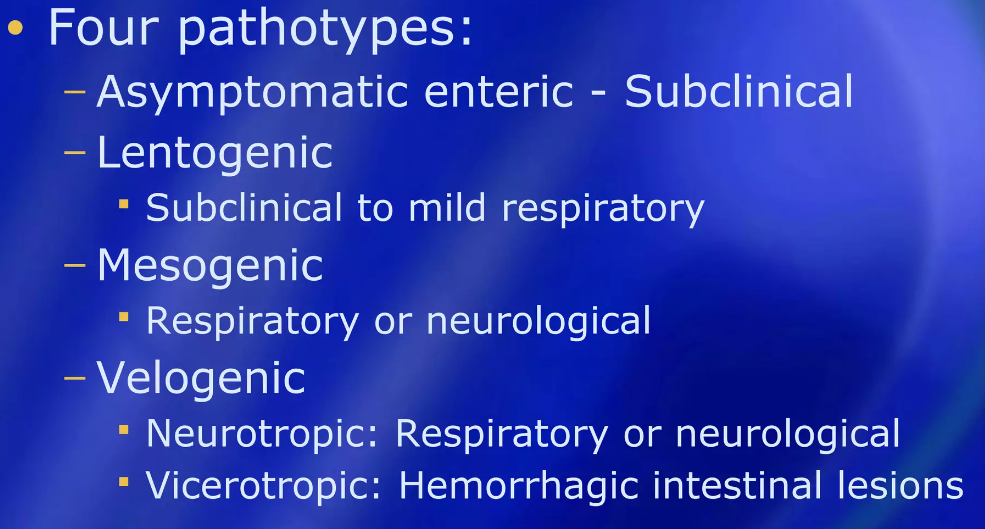 • Four pathotypes:
– Asymptomatic enteric - Subclinical
– Lentogenic
▪ Subclinical to mild respiratory
– Mesogenic
▪ Respiratory or neurological
– Velogenic
▪ Neurotropic: Respiratory or neurological
▪ Vicerotropic: Hemorrhagic intestinal lesions